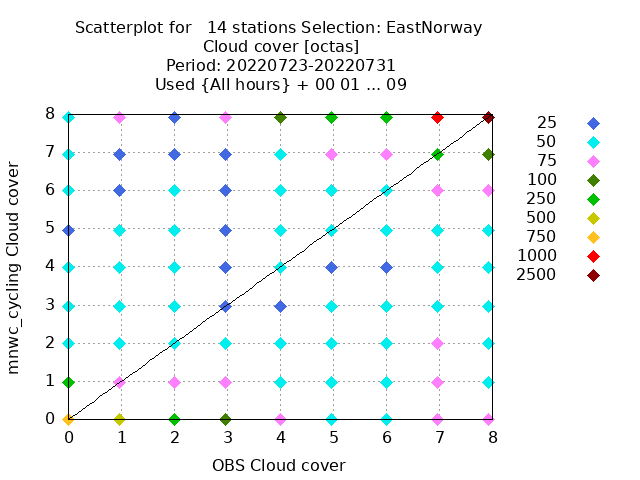 Scatterplot for   14 stations Selection: EastNorway
Cloud cover [octas]
Period: 20220723-20220731
Used {All hours} + 00 01 ... 09
mnwc_cycling Cloud cover
8
7
6
5
4
3
2
1
0
0 1 2 3 4 5 6 7 8
OBS Cloud cover
25
50
75
100
250
500
750
1000
2500